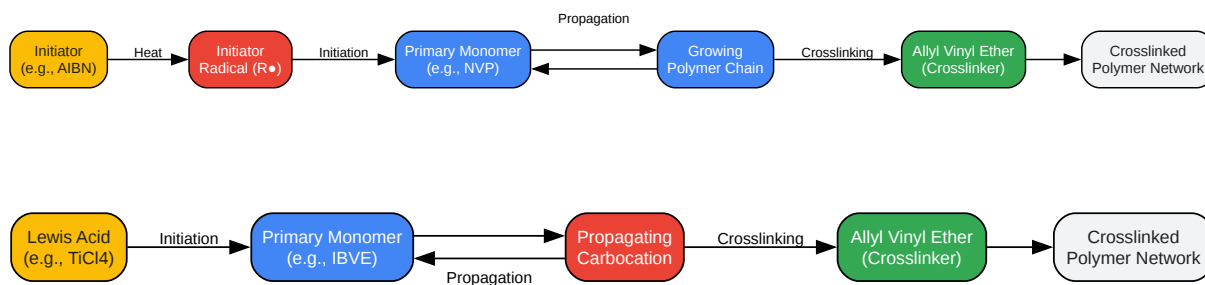 Propagation
Initiator
(e.g., AIBN)
Heat
Initiator
Radical (R●)
Initiation
Primary Monomer
(e.g., NVP)
Growing
Polymer Chain
Crosslinking
Allyl Vinyl Ether
(Crosslinker)
Crosslinked
Polymer Network
Lewis Acid
(e.g., TiCl4)
Initiation
Primary Monomer
(e.g., IBVE)
Propagation
Propagating
Carbocation
Crosslinking
Allyl Vinyl Ether
(Crosslinker)
Crosslinked
Polymer Network